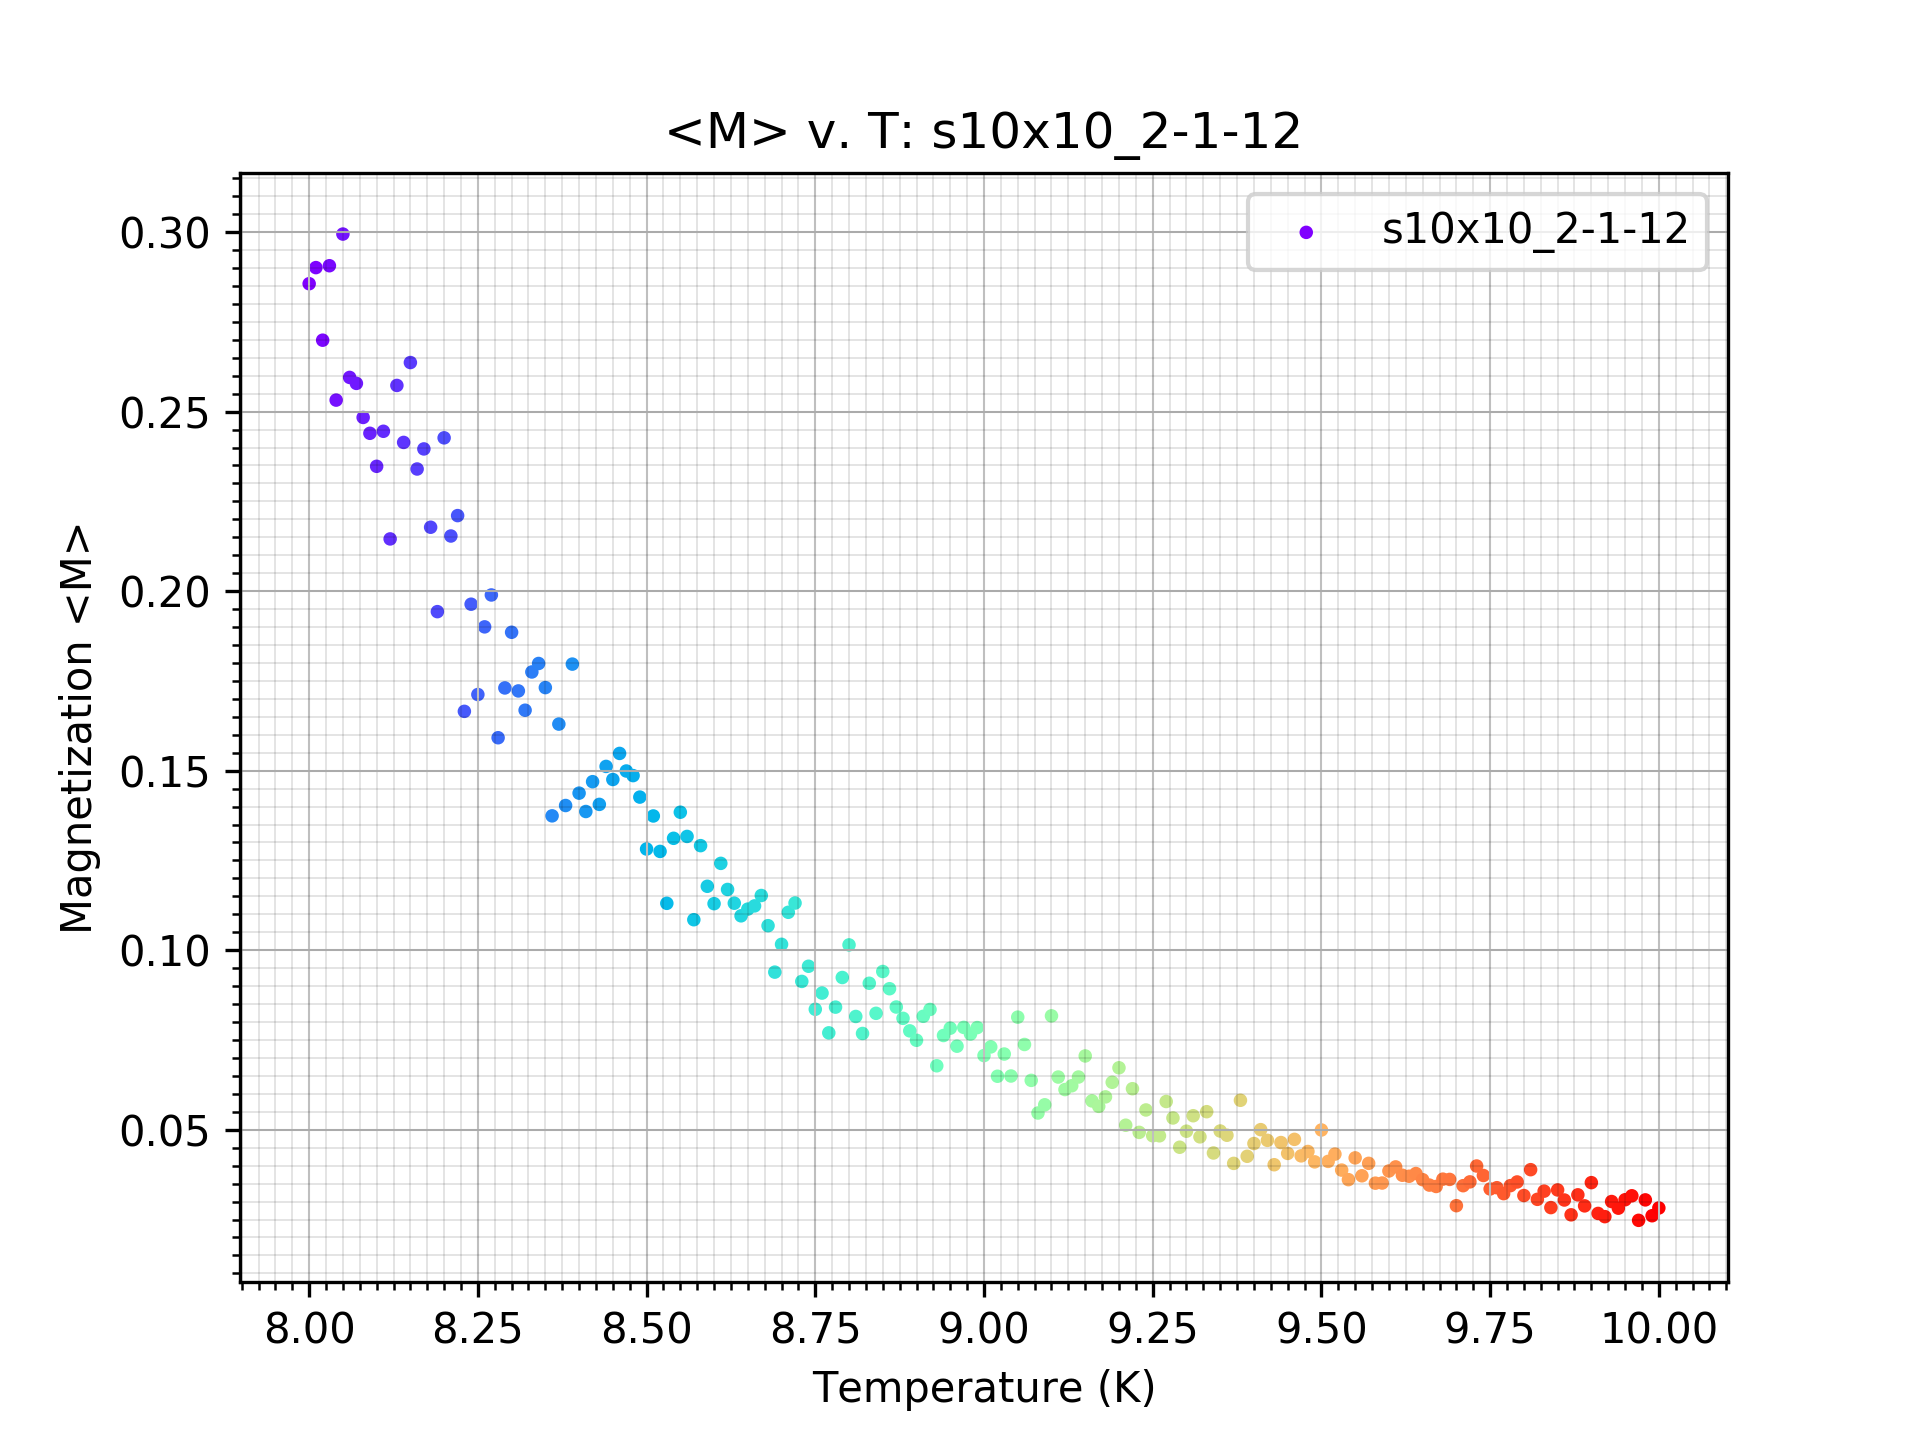 <M> v. T: s10x10_2-1-12
s10x10_2-1-12
Magnetization <M>
0.30
0.25
0.20
0.15
0.10
0.05
8.00 8.25 8.50 8.75 9.00 9.25 9.50 9.75 10.00
Temperature (K)